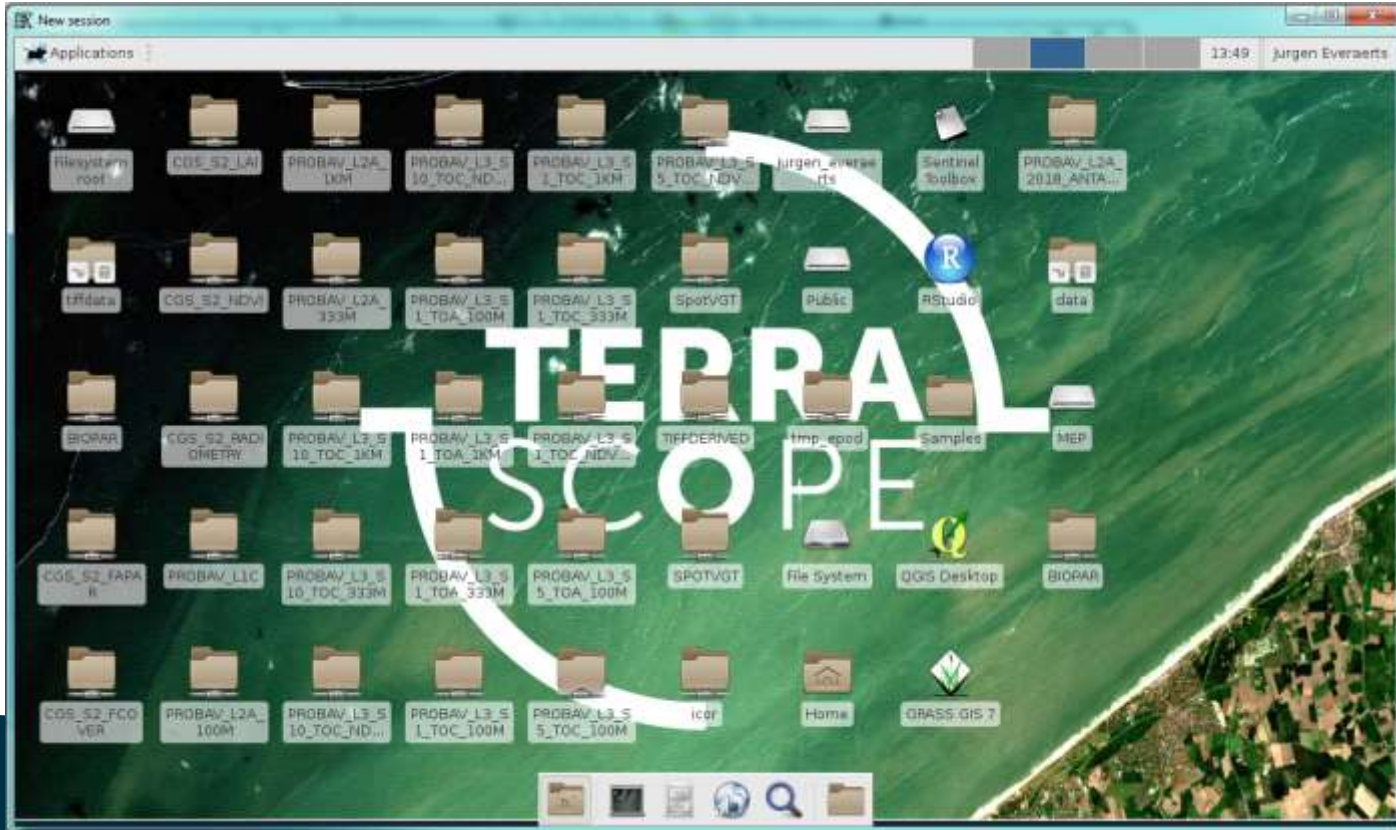 New session
Applications
13:49 Jurgen Everaerts
Filesystem
root
CGS_S2_LAI
PROBAV_L2A_
1KM
PROBAV_L3_S
10_TOC_ND...
PROBAV_L3_S
1_TOC_1KM
PROBAV_L3_S
5_TOC_NDV...
jurgen_everae
rts
Sentinel
Toolbox
PROBAV_L2A_
2018_ANTA...
tiffdata
CGS_S2_NDVI
PROBAV_L2A_
333M
PROBAV_L3_S
1_TOA_100M
PROBAV_L3_S
1_TOC_333M
SpotVGT
Public
R
RStudio
data
TERRA
SCOPE
BIOPAR
CGS_S2_RADI
OMETRY
PROBAV_L3_S
10_TOC_1KM
PROBAV_L3_S
1_TOA_1KM
PROBAV_L3_S
1_TOC_NDV...
TIFFDERIVED
tmp_epod
Samples
MEP
CGS_S2_FAPA
R
PROBAV_L1C
PROBAV_L3_S
10_TOC_333M
PROBAV_L3_S
1_TOA_333M
PROBAV_L3_S
5_TOA_100M
SPOTVGT
File System
QGIS Desktop
BIOPAR
CGS_S2_FCO
VER
PROBAV_L2A_
100M
PROBAV_L3_S
10_TOC_ND...
PROBAV_L3_S
1_TOC_100M
PROBAV_L3_S
5_TOC_100M
icor
Home
GRASS GIS 7